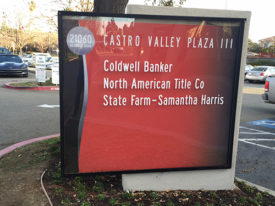 21060
CASTRO VALLEY PLAZA III
Coldwell Banker
North American Title Co
State Farm-Samantha Harris